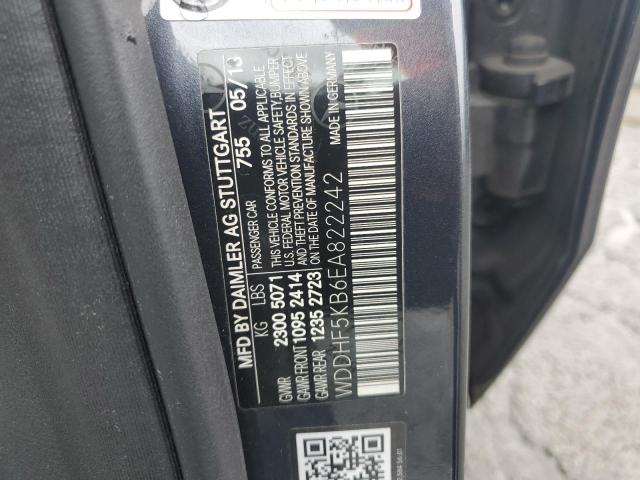 MFD BY DAIMLER AG STUTTGART
PASSENGER CAR 755 05/13
KG LBS
GVWR 2300 5071
GAWR FRONT 1095 2414
GAWR REAR 1235 2723
THIS VEHICLE CONFORMS TO ALL APPLICABLE
U.S. FEDERAL MOTOR VEHICLE SAFETY, BUMPER
AND THEFT PREVENTION STANDARDS IN EFFECT
ON THE DATE OF MANUFACTURE SHOWN ABOVE
WDDHF5KB6EA822242
MADE IN GERMANY